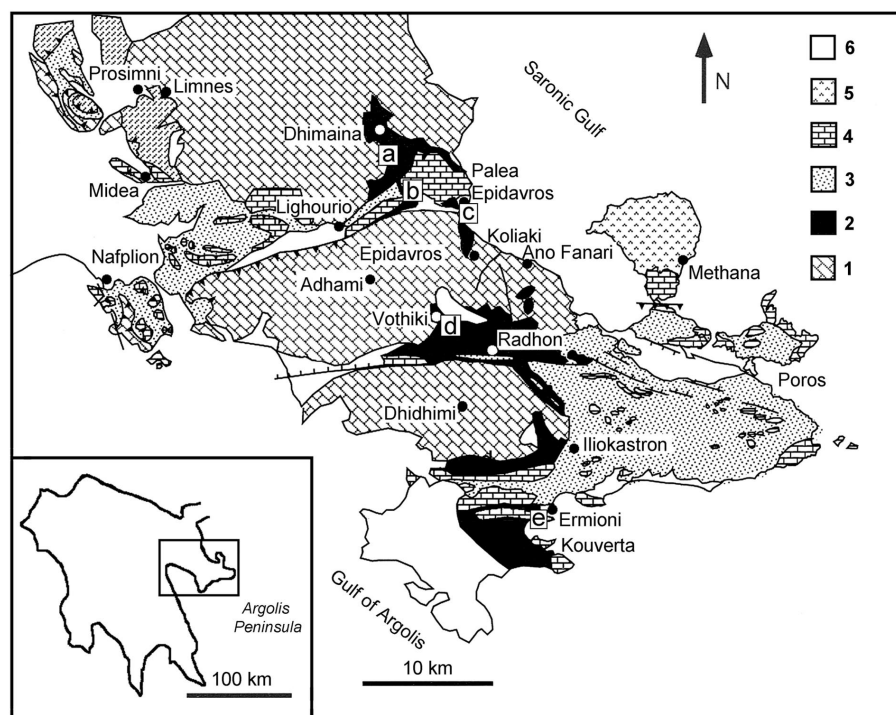 Prosimni
Limnes
Midea
Nafplion
Lighourio
Dhimaina
a
b
c
Palea
Epidavros
Koliaki
Ano Fanari
Epidavros
Adhami
Vothiki
d
Radhon
Dhidhimi
Iliokastron
e
Ermioni
Kouverta
Methana
Poros
Saronic Gulf
Gulf of Argolis
N
6
5
4
3
2
1
10 km
Argolis
Peninsula
100 km